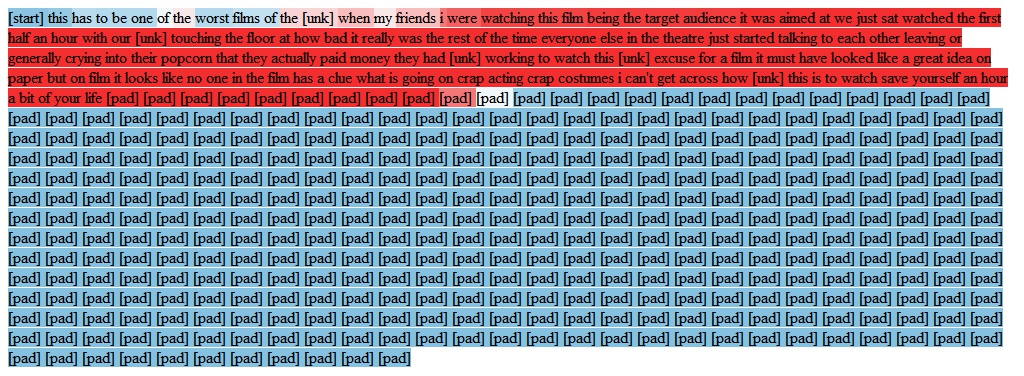 [start] this has to be one of the worst films of the [unk] when my friends i were watching this film being the target audience it was aimed at we just sat watched the first
half an hour with our [unk] touching the floor at how bad it really was the rest of the time everyone else in the theatre just started talking to each other leaving or
generally crying into their popcorn that they actually paid money they had [unk] working to watch this [unk] excuse for a film it must have looked like a great idea on
paper but on film it looks like no one in the film has a clue what is going on crap acting crap costumes i can't get across how [unk] this is to watch save yourself an hour
a bit of your life [pad] [pad] [pad] [pad] [pad] [pad] [pad] [pad] [pad] [pad] [pad] [pad] [pad] [pad] [pad] [pad] [pad] [pad] [pad] [pad] [pad] [pad] [pad] [pad]
[pad] [pad] [pad] [pad] [pad] [pad] [pad] [pad] [pad] [pad] [pad] [pad] [pad] [pad] [pad] [pad] [pad] [pad] [pad] [pad] [pad] [pad] [pad] [pad] [pad] [pad] [pad]
[pad] [pad] [pad] [pad] [pad] [pad] [pad] [pad] [pad] [pad] [pad] [pad] [pad] [pad] [pad] [pad] [pad] [pad] [pad] [pad] [pad] [pad] [pad] [pad] [pad] [pad] [pad]
[pad] [pad] [pad] [pad] [pad] [pad] [pad] [pad] [pad] [pad] [pad] [pad] [pad] [pad] [pad] [pad] [pad] [pad] [pad] [pad] [pad] [pad] [pad] [pad] [pad] [pad] [pad]
[pad] [pad] [pad] [pad] [pad] [pad] [pad] [pad] [pad] [pad] [pad] [pad] [pad] [pad] [pad] [pad] [pad] [pad] [pad] [pad] [pad] [pad] [pad] [pad] [pad] [pad] [pad]
[pad] [pad] [pad] [pad] [pad] [pad] [pad] [pad] [pad] [pad] [pad] [pad] [pad] [pad] [pad] [pad] [pad] [pad] [pad] [pad] [pad] [pad] [pad] [pad] [pad] [pad] [pad]
[pad] [pad] [pad] [pad] [pad] [pad] [pad] [pad] [pad] [pad] [pad] [pad] [pad] [pad] [pad] [pad] [pad] [pad] [pad] [pad] [pad] [pad] [pad] [pad] [pad] [pad] [pad]
[pad] [pad] [pad] [pad] [pad] [pad] [pad] [pad] [pad] [pad] [pad] [pad] [pad] [pad] [pad] [pad] [pad] [pad] [pad] [pad] [pad] [pad] [pad] [pad] [pad] [pad] [pad]
[pad] [pad] [pad] [pad] [pad] [pad] [pad] [pad] [pad] [pad] [pad] [pad] [pad] [pad] [pad] [pad] [pad] [pad] [pad] [pad] [pad] [pad] [pad] [pad] [pad] [pad] [pad]
[pad] [pad] [pad] [pad] [pad] [pad] [pad] [pad] [pad] [pad] [pad] [pad] [pad] [pad] [pad] [pad] [pad] [pad] [pad] [pad] [pad] [pad] [pad] [pad] [pad] [pad] [pad]
[pad] [pad] [pad] [pad] [pad] [pad] [pad] [pad] [pad] [pad] [pad] [pad] [pad] [pad] [pad] [pad] [pad] [pad] [pad] [pad] [pad] [pad] [pad] [pad] [pad] [pad] [pad]
[pad] [pad] [pad] [pad] [pad] [pad] [pad] [pad] [pad] [pad] [pad] [pad] [pad] [pad] [pad] [pad] [pad] [pad] [pad] [pad] [pad] [pad] [pad] [pad] [pad] [pad] [pad]
[pad] [pad] [pad] [pad] [pad] [pad] [pad] [pad] [pad] [pad] [pad] [pad] [pad] [pad] [pad] [pad] [pad] [pad] [pad] [pad] [pad] [pad] [pad] [pad] [pad] [pad] [pad]
[pad] [pad] [pad] [pad] [pad] [pad] [pad] [pad] [pad] [pad] [pad]